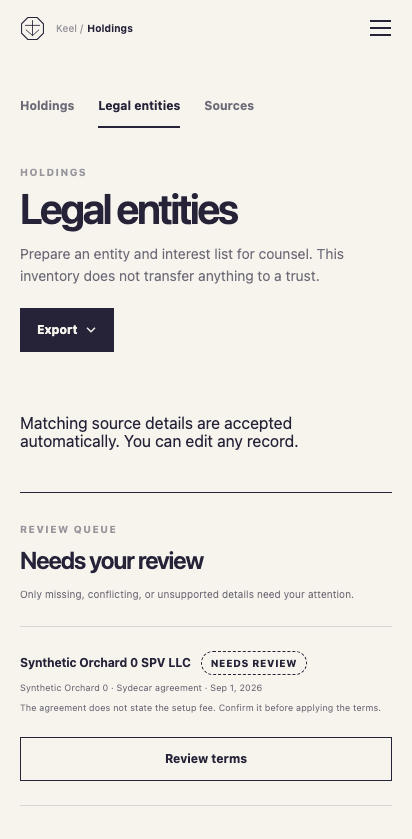 Keel / Holdings
Holdings Legal entities Sources
HOLDINGS
Legal entities
Prepare an entity and interest list for counsel. This
inventory does not transfer anything to a trust.
Export
Matching source details are accepted
automatically. You can edit any record.
REVIEW QUEUE
Needs your review
Only missing, conflicting, or unsupported details need your attention.
Synthetic Orchard 0 SPV LLC NEEDS REVIEW
Synthetic Orchard 0 · Sydecar agreement · Sep 1, 2026
The agreement does not state the setup fee. Confirm it before applying the terms.
Review terms